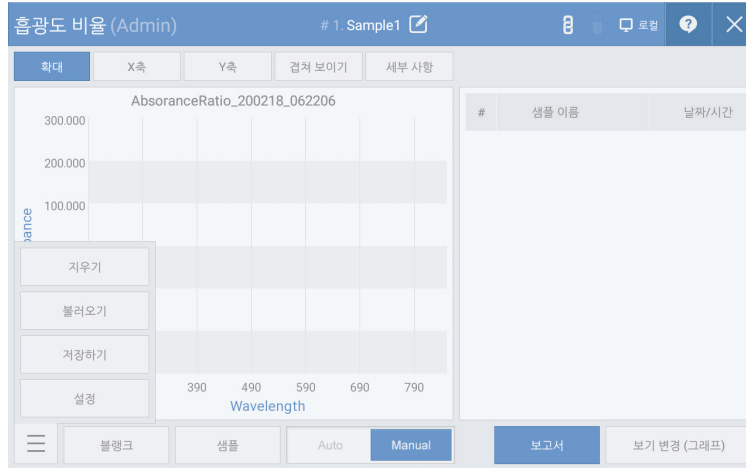 흡광도 비율 (Admin) # 1. Sample1 로컬
확대 X축 Y축 겹쳐 보이기 세부 사항
AbsoranceRatio_200218_062206
# 샘플 이름 날짜/시간
300.000
200.000
100.000
지우기
불러오기
저장하기
설정
390 490 590 690 790
Wavelength
블랭크 샘플 Auto Manual 보고서 보기 변경 (그래프)